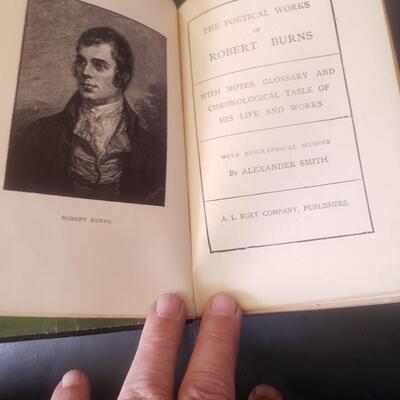 ROBERT BURNS
THE POETICAL WORKS
OF
ROBERT BURNS
WITH NOTES, GLOSSARY AND
CHRONOLOGICAL TABLE OF
HIS LIFE AND WORKS
WITH BIOGRAPHICAL MEMOIR
BY ALEXANDER SMITH
A. L. BURT COMPANY, PUBLISHERS,